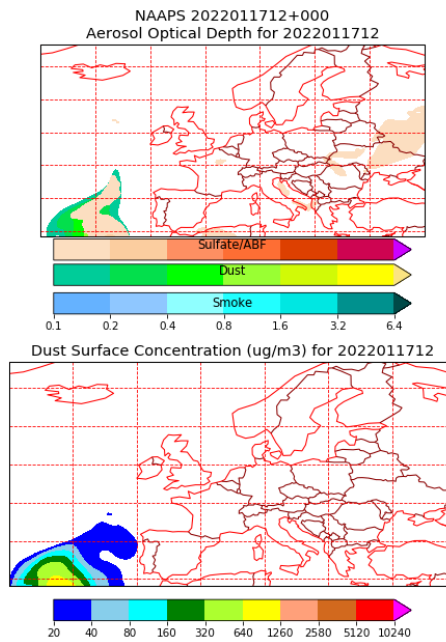 NAAPS 2022011712+000
Aerosol Optical Depth for 2022011712
Sulfate/ABF
Dust
Smoke
0.1 0.2 0.4 0.8 1.6 3.2 6.4
Dust Surface Concentration (ug/m3) for 2022011712
20 40 80 160 320 640 1260 2580 5120 10240